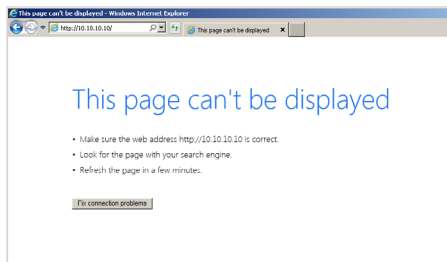 This page can't be displayed - Windows Internet Explorer
http://10.10.10.10/
This page can't be displayed
This page can't be displayed
• Make sure the web address http://10.10.10.10 is correct.
• Look for the page with your search engine.
• Refresh the page in a few minutes.
Fix connection problems